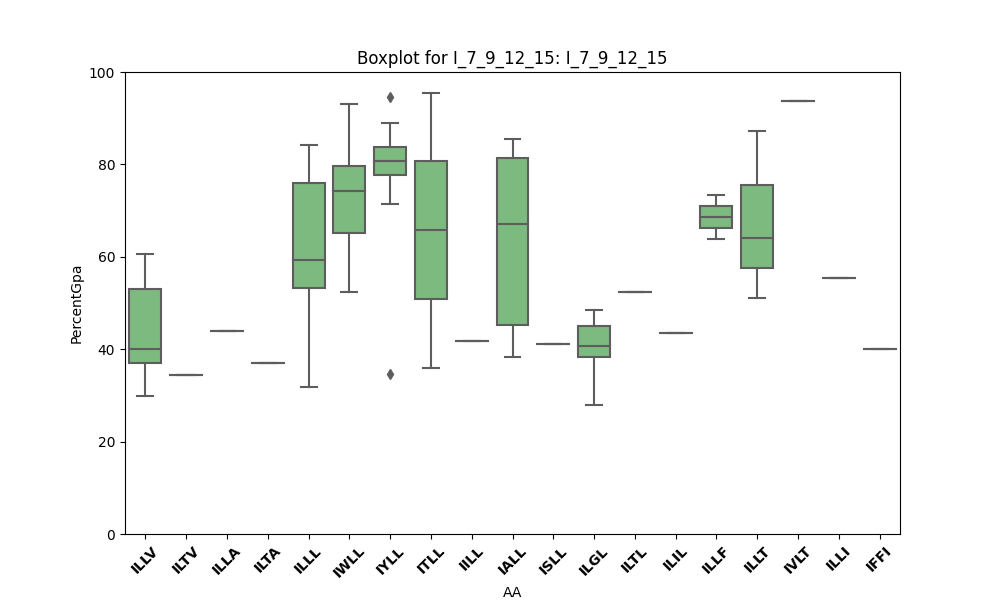 Boxplot for I_7_9_12_15: I_7_9_12_15
100
80
60
40
20
0
PercentGpa
ILLV ILTV ILLA ILTA ILLL IWLL IYLL ITLL IILL IALL ISLL ILGL ILTL ILIL ILLF ILLT IVLT ILLI IFFI
AA